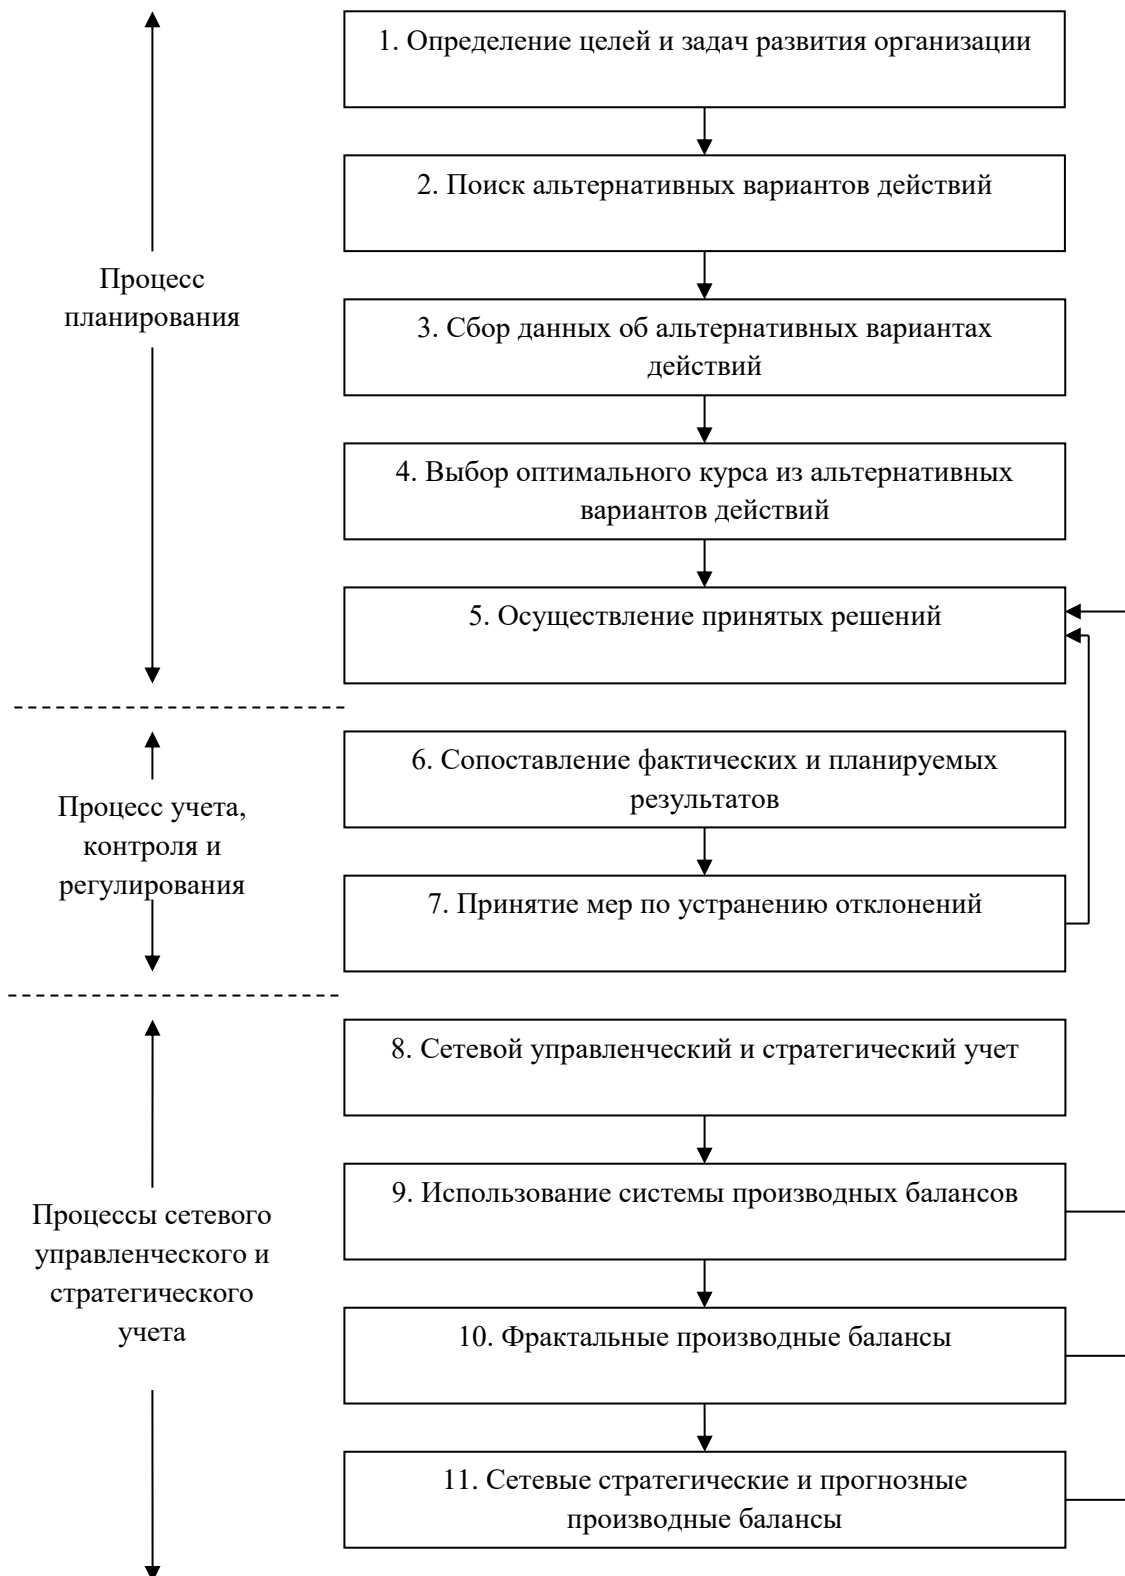 1. Определение целей и задач развития организации
2. Поиск альтернативных вариантов действий
Процесс
планирования
3. Сбор данных об альтернативных вариантах
действий
4. Выбор оптимального курса из альтернативных
вариантов действий
5. Осуществление принятых решений
6. Сопоставление фактических и планируемых
результатов
Процесс учета,
контроля и
регулирования
7. Принятие мер по устранению отклонений
8. Сетевой управленческий и стратегический учет
9. Использование системы производных балансов
Процессы сетевого
управленческого и
стратегического
учета
10. Фрактальные производные балансы
11. Сетевые стратегические и прогнозные
производные балансы